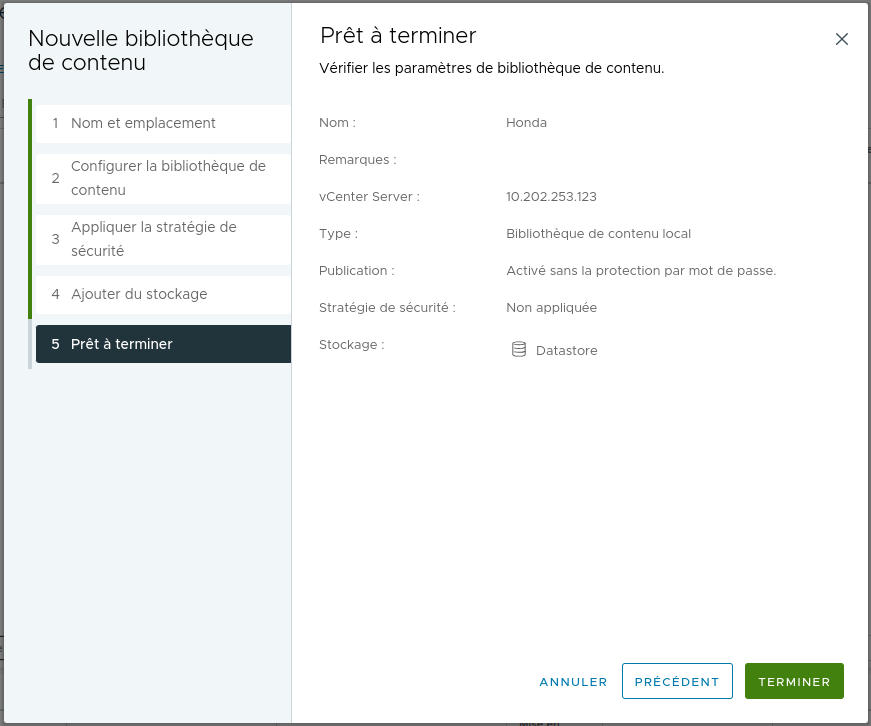 Nouvelle bibliothèque
de contenu
1 Nom et emplacement
2 Configurer la bibliothèque de
contenu
3 Appliquer la stratégie de
sécurité
4 Ajouter du stockage
5 Prêt à terminer
Prêt à terminer
Vérifier les paramètres de bibliothèque de contenu.
Nom : Honda
Remarques :
vCenter Server : 10.202.253.123
Type : Bibliothèque de contenu local
Publication : Activé sans la protection par mot de passe.
Stratégie de sécurité : Non appliquée
Stockage : Datastore
ANNULER PRÉCÉDENT TERMINER